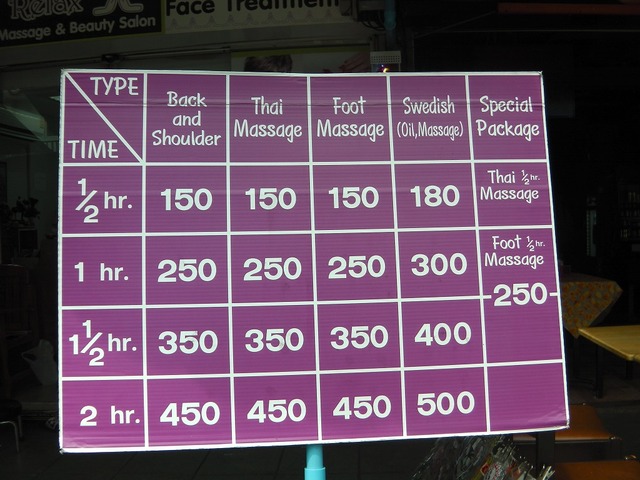 Relax
Massage & Beauty Salon
Face Treatment
TYPE
TIME
Back and Shoulder
Thai Massage
Foot Massage
Swedish (Oil,Massage)
Special Package
1/2 hr. 150 150 150 180
Thai 1/2 hr. Massage
1 hr. 250 250 250 300
Foot 1/2 hr. Massage
250
1 1/2 hr. 350 350 350 400
2 hr. 450 450 450 500